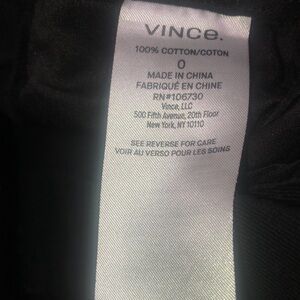 VINCE.
100% COTTON/COTON
0
MADE IN CHINA
FABRIQUÉ EN CHINE
RN#106730
Vince, LLC
500 Fifth Avenue, 20th Floor
New York, NY 10110
SEE REVERSE FOR CARE
VOIR AU VERSO POUR LES SOINS